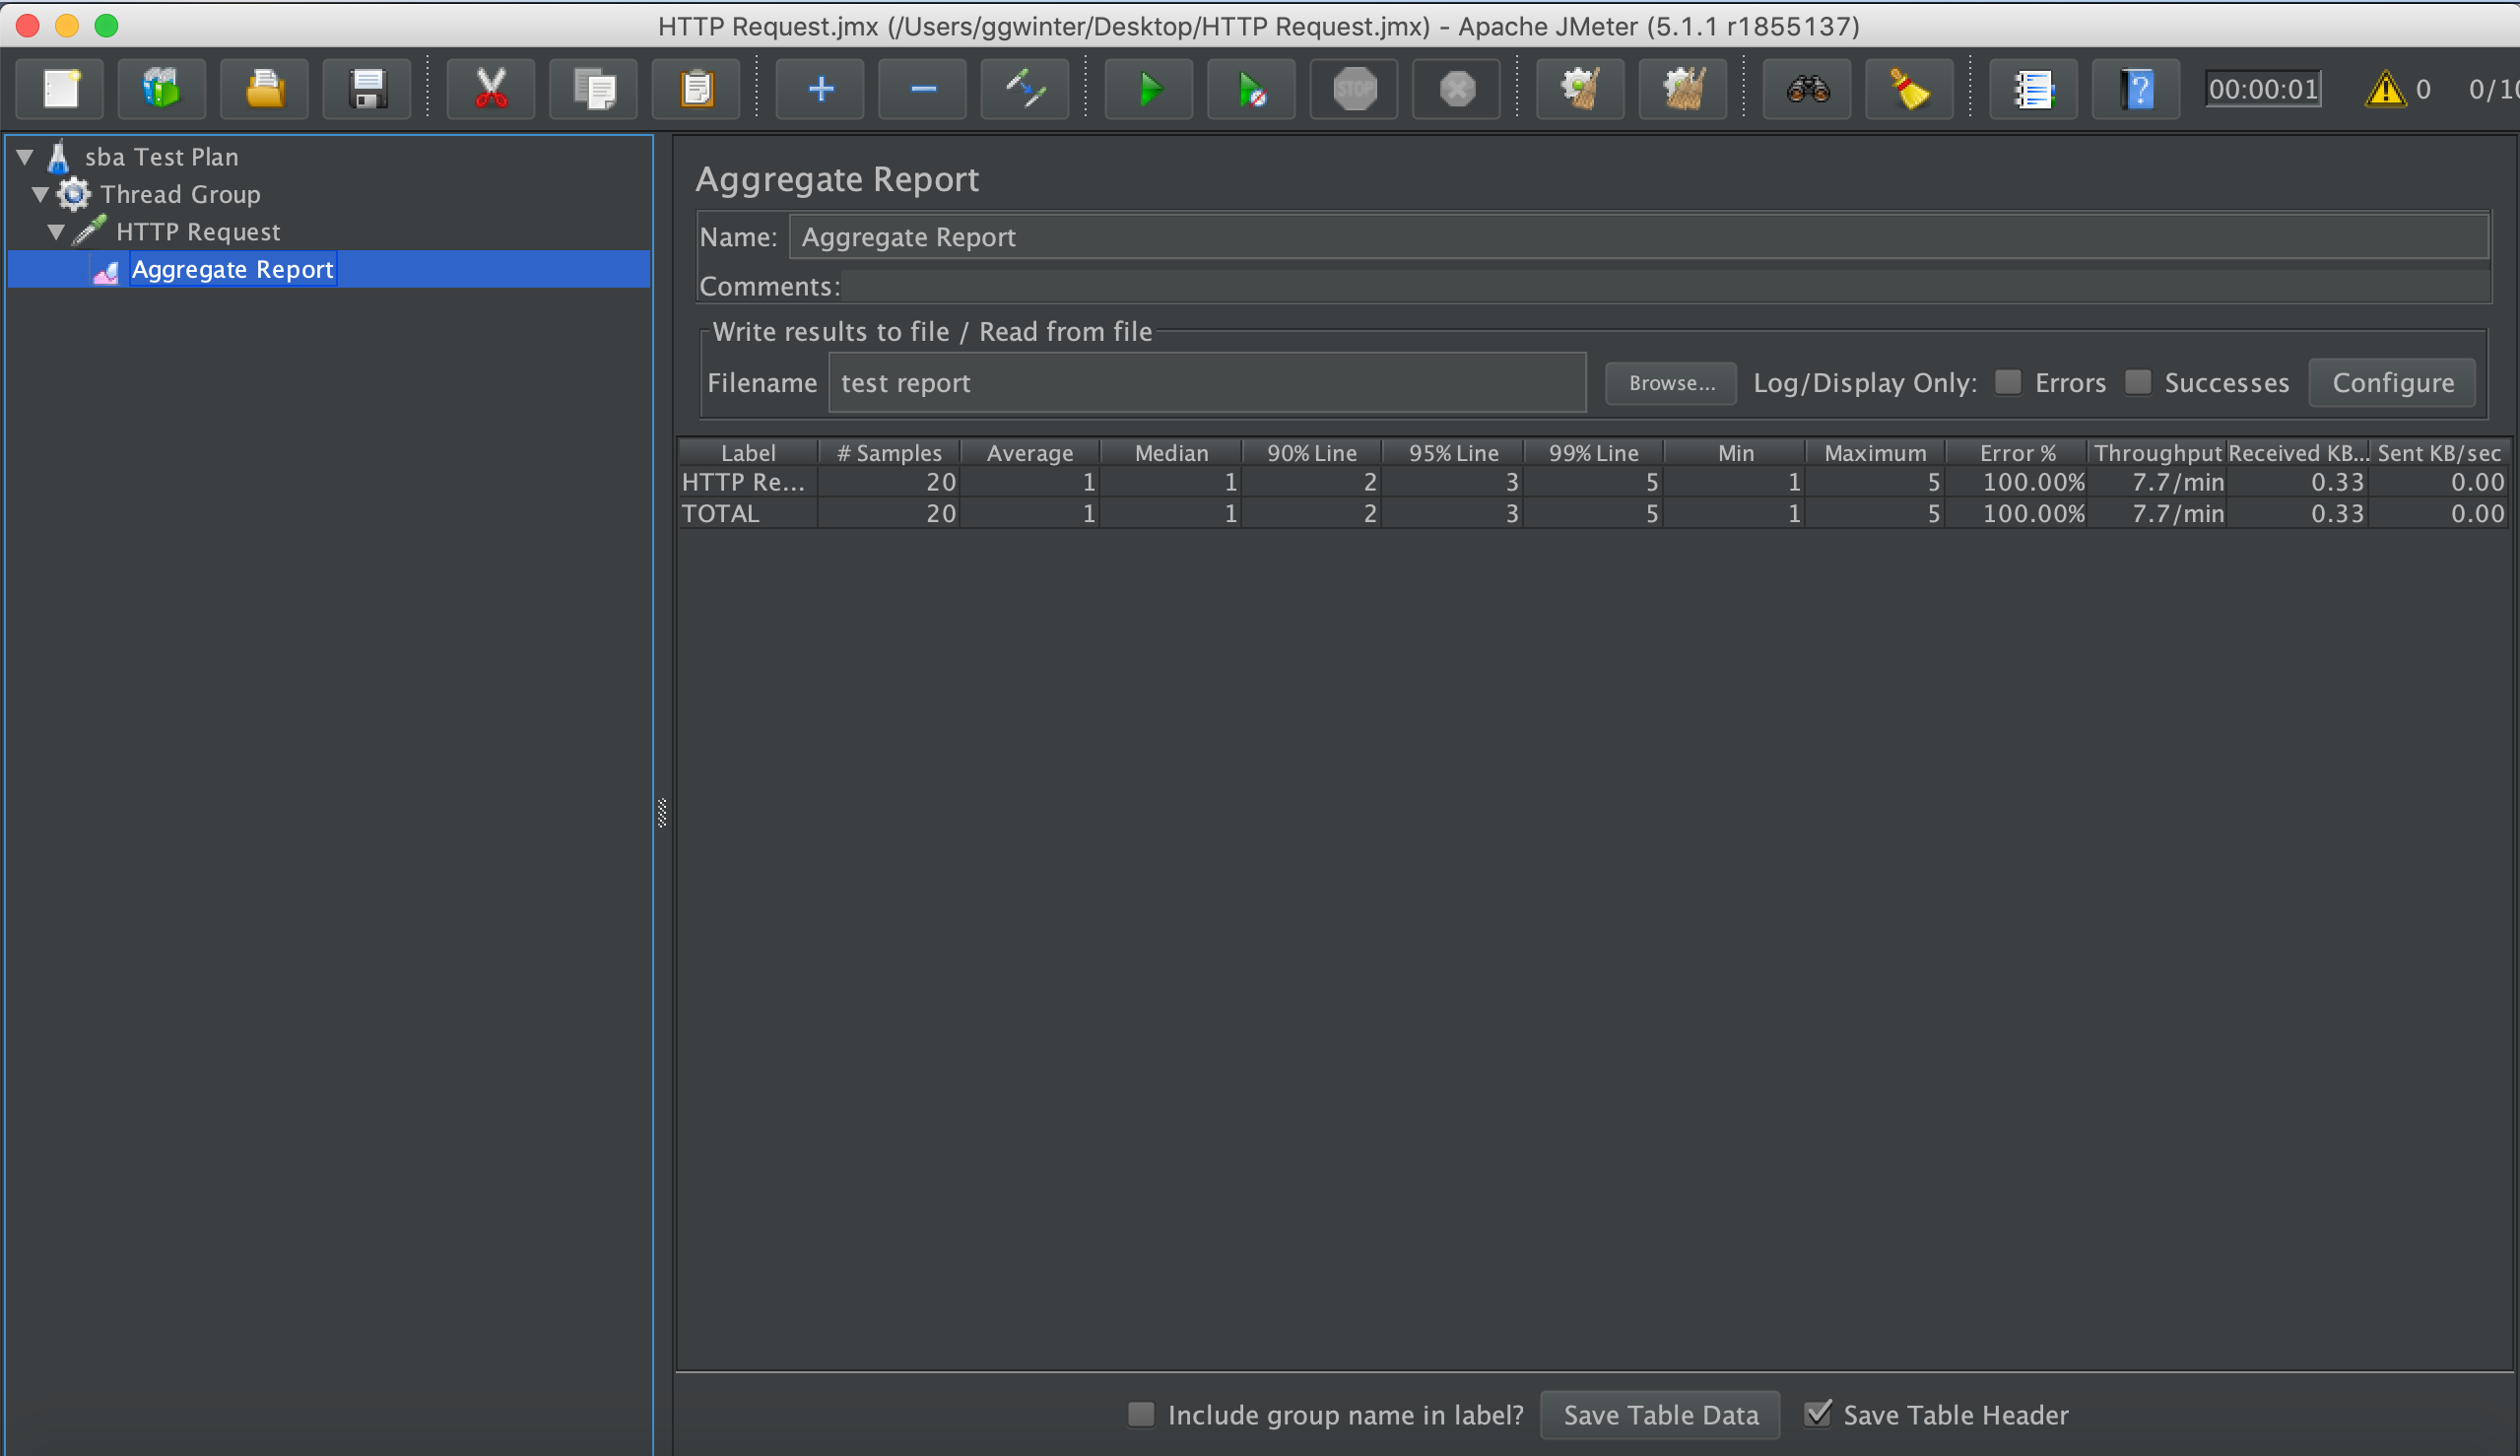 HTTP Request.jmx (/Users/ggwinter/Desktop/HTTP Request.jmx) - Apache JMeter (5.1.1 r1855137)
STOP 00:00:01 0 0/10
sba Test Plan
Thread Group
HTTP Request
Aggregate Report
Aggregate Report
Name: Aggregate Report
Comments:
Write results to file / Read from file
Filename test report Browse... Log/Display Only: Errors Successes Configure
Label # Samples Average Median 90% Line 95% Line 99% Line Min Maximum Error % Throughput Received KB... Sent KB/sec
HTTP Re... 20 1 1 2 3 5 1 5 100.00% 7.7/min 0.33 0.00
TOTAL 20 1 1 2 3 5 1 5 100.00% 7.7/min 0.33 0.00
Include group name in label? Save Table Data Save Table Header